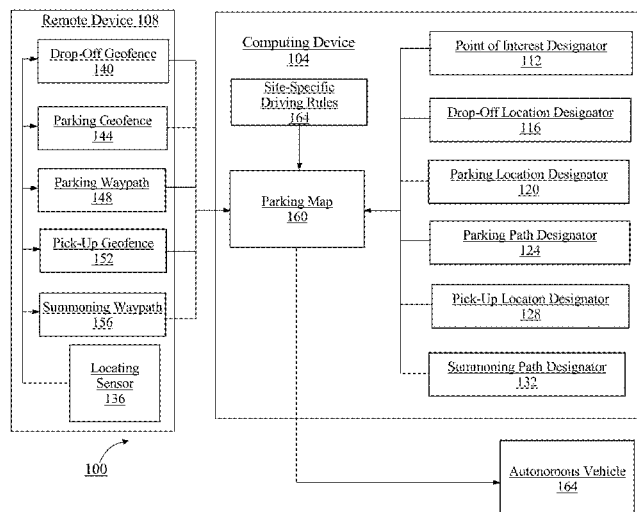 Remote Device 108
Drop-Off Geofence
140
Parking Geofence
144
Parking Waypath
148
Pick-Up Geofence
152
Summoning Waypath
156
Locating
Sensor
136
100
Computing Device
104
Site-Specific
Driving Rules
164
Parking Map
160
Point of Interest Designator
112
Drop-Off Location Designator
116
Parking Location Designator
120
Parking Path Designator
124
Pick-Up Locaton Designator
128
Summoning Path Designator
132
Autonomous Vehicle
164